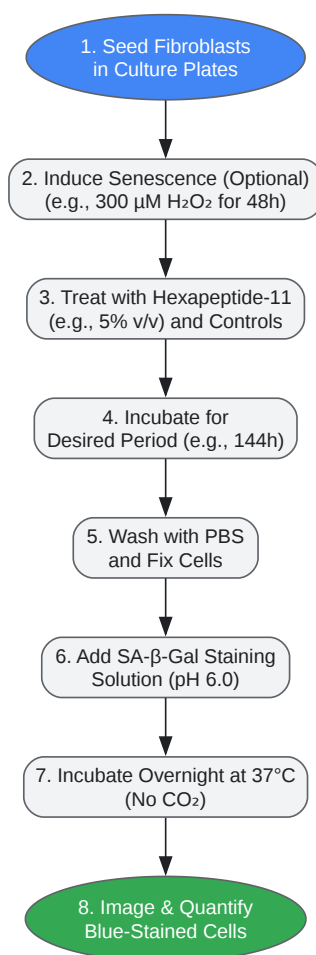 1. Seed Fibroblasts
in Culture Plates
2. Induce Senescence (Optional)
(e.g., 300 µM H₂O₂ for 48h)
3. Treat with Hexapeptide-11
(e.g., 5% v/v) and Controls
4. Incubate for
Desired Period (e.g., 144h)
5. Wash with PBS
and Fix Cells
6. Add SA-β-Gal Staining
Solution (pH 6.0)
7. Incubate Overnight at 37°C
(No CO₂)
8. Image & Quantify
Blue-Stained Cells